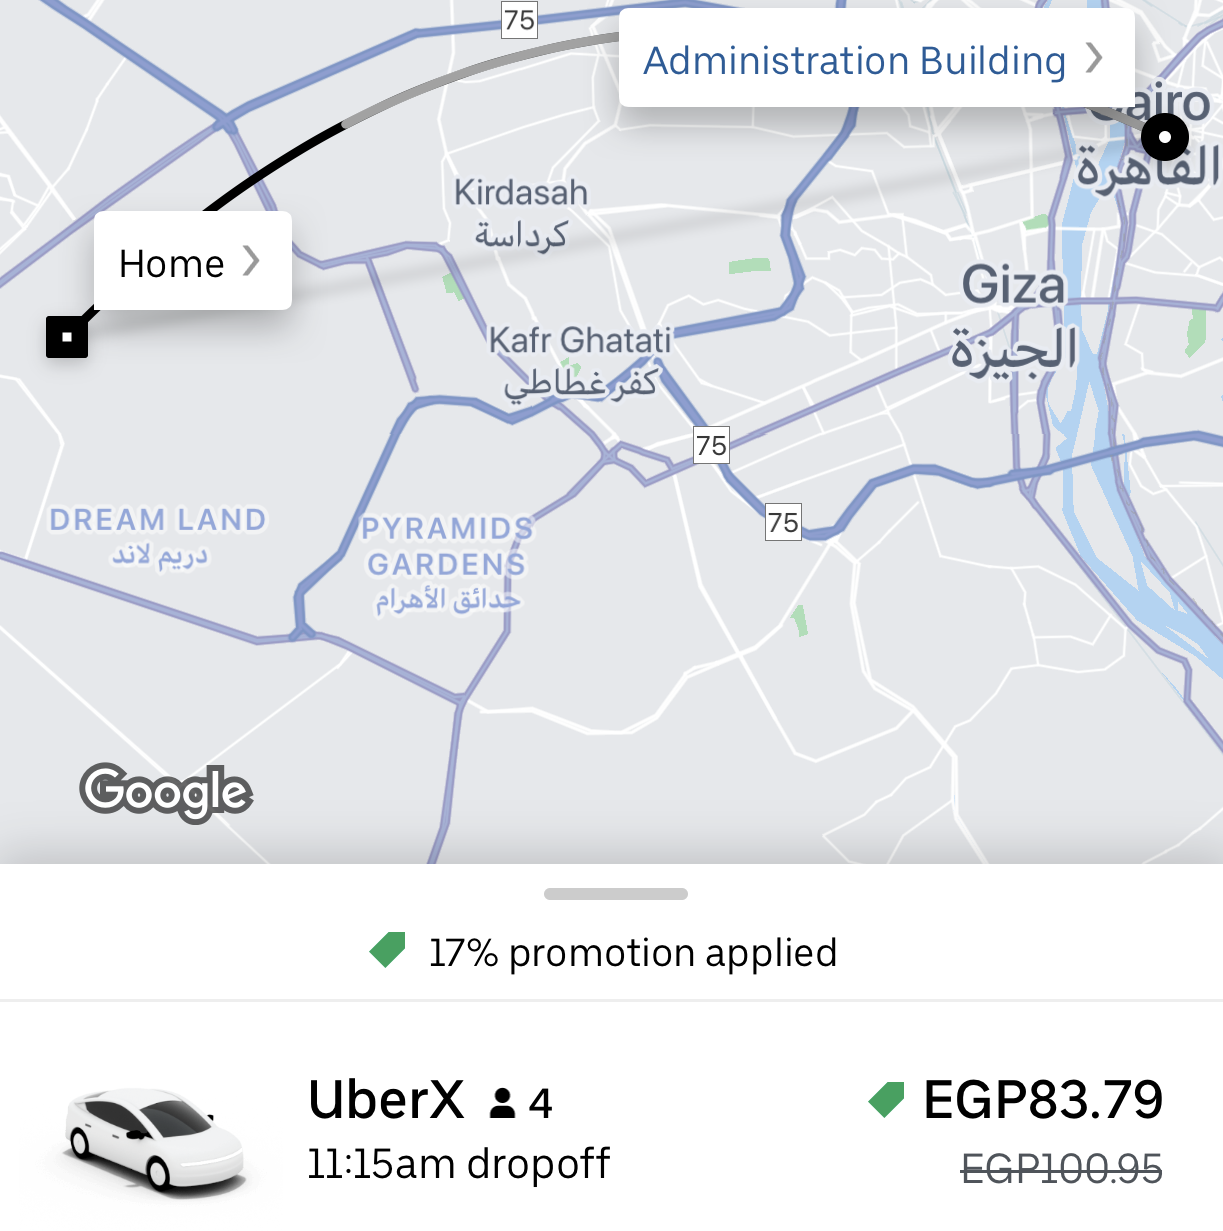 75
Administration Building
Cairo
القاهرة
Kirdasah
كرداسة
Home
Giza
الجيزة
Kafr Ghatati
كفر غطاطي
75
75
DREAM LAND
دريم لاند
PYRAMIDS
GARDENS
حدائق الأهرام
Google
17% promotion applied
UberX 4
EGP83.79
11:15am dropoff
EGP100.95